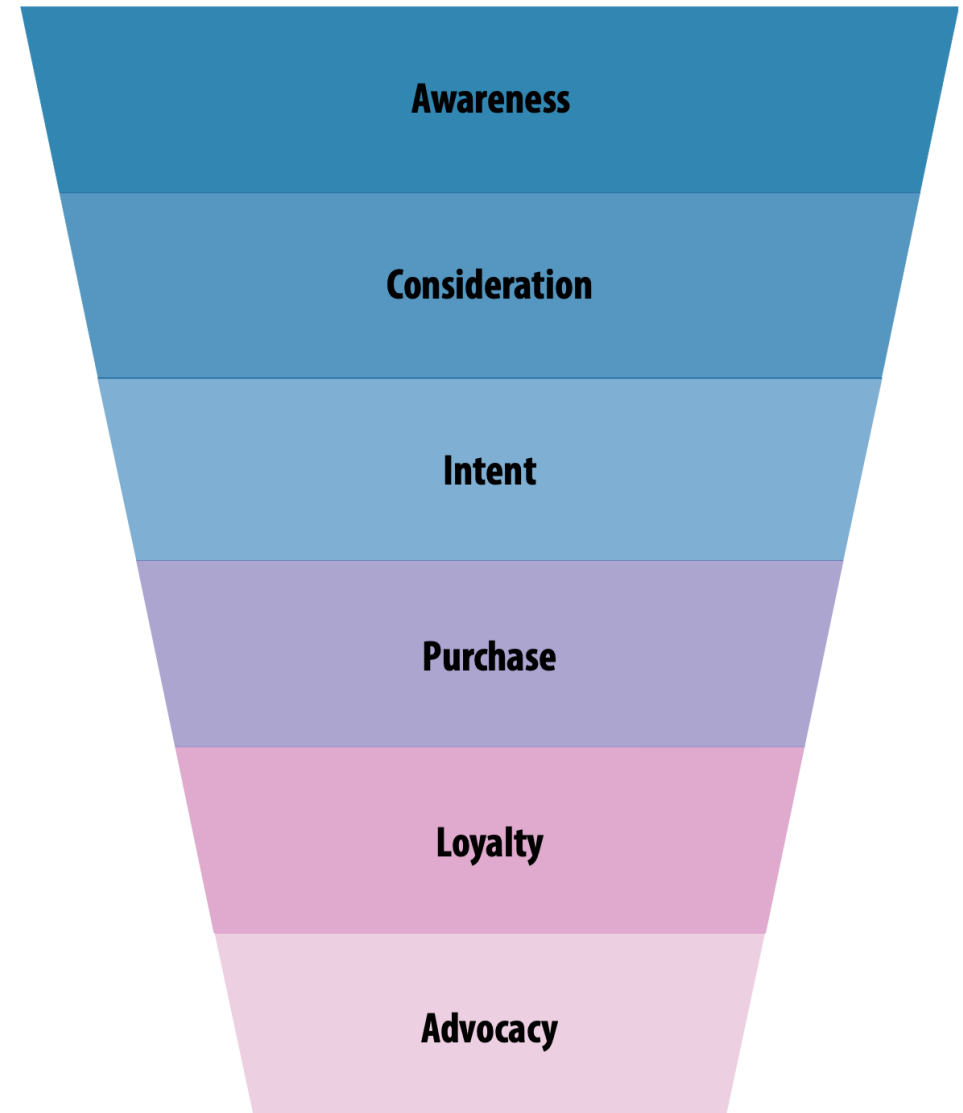 Awareness
Consideration
Intent
Purchase
Loyalty
Advocacy